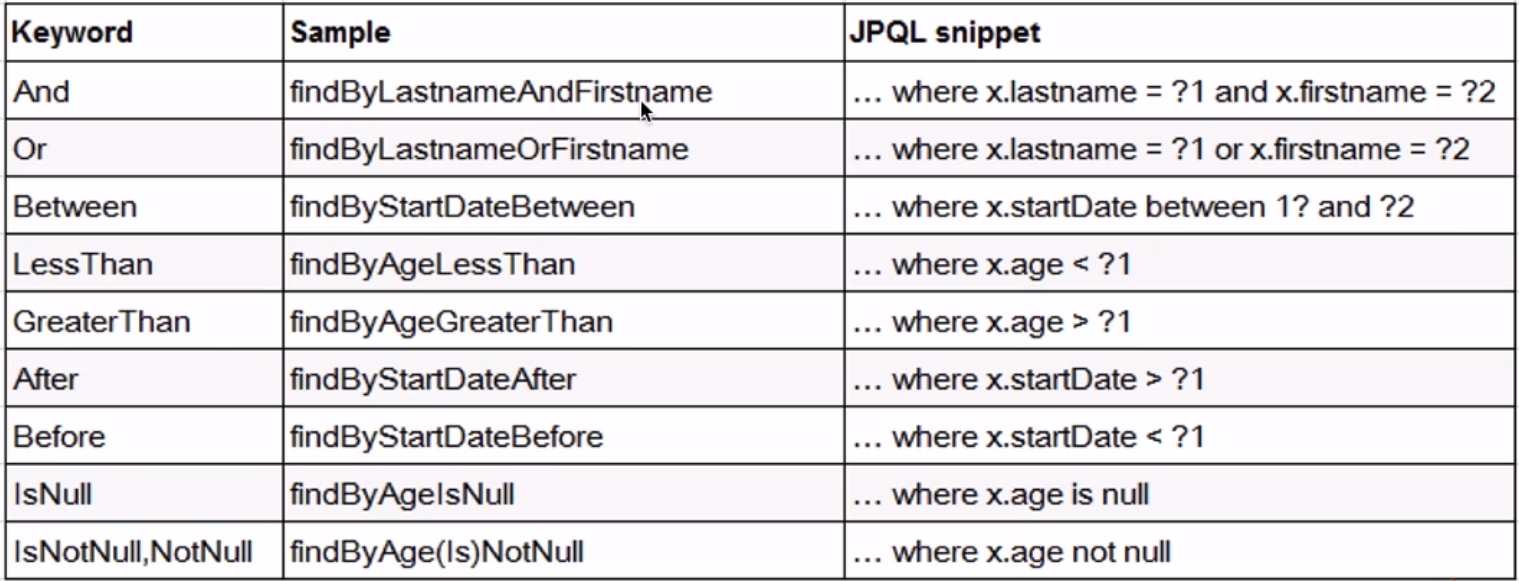 Keyword Sample JPQL snippet
And findByLastnameAndFirstname … where x.lastname = ?1 and x.firstname = ?2
Or findByLastnameOrFirstname … where x.lastname = ?1 or x.firstname = ?2
Between findByStartDateBetween … where x.startDate between 1? and ?2
LessThan findByAgeLessThan … where x.age < ?1
GreaterThan findByAgeGreaterThan … where x.age > ?1
After findByStartDateAfter … where x.startDate > ?1
Before findByStartDateBefore … where x.startDate < ?1
IsNull findByAgeIsNull … where x.age is null
IsNotNull,NotNull findByAge(Is)NotNull … where x.age not null